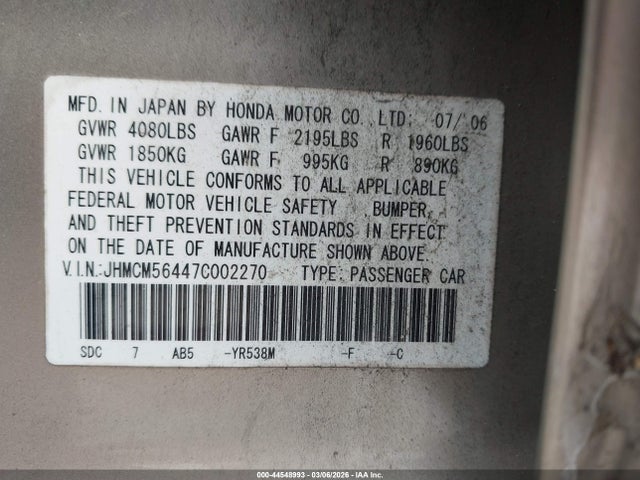 MFD. IN JAPAN BY HONDA MOTOR CO. LTD: 07/ 06
GVWR 4080LBS GAWR F 2195LBS R 1960LBS
GVWR 1850KG GAWR F 995KG R 890KG
THIS VEHICLE CONFORMS TO ALL APPLICABLE
FEDERAL MOTOR VEHICLE SAFETY BUMPER,
AND THEFT PREVENTION STANDARDS IN EFFECT
ON THE DATE OF MANUFACTURE SHOWN ABOVE.
V.I.N.:JHMCM56447C002270 TYPE: PASSENGER CAR
SDC 7 AB5 -YR538M -F -C
000-44548993 - 03/06/2026 - IAA Inc.